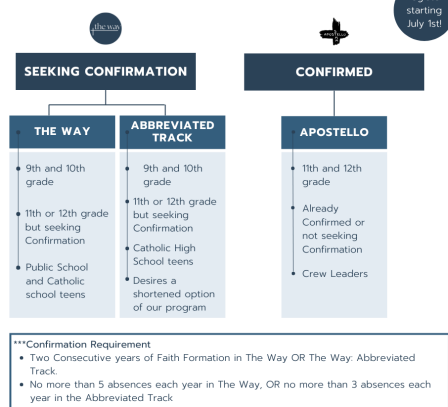 starting
July 1st!
the way
APOSTELLO
SEEKING CONFIRMATION
CONFIRMED
THE WAY
ABBREVIATED
TRACK
APOSTELLO
9th and 10th
grade
11th or 12th grade
but seeking
Confirmation
Public School
and Catholic
school teens
9th and 10th
grade
11th or 12th grade
but seeking
Confirmation
Catholic High
School teens
Desires a
shortened option
of our program
11th and 12th
grade
Already
Confirmed or
not seeking
Confirmation
Crew Leaders
***Confirmation Requirement
Two Consecutive years of Faith Formation in The Way OR The Way: Abbreviated
Track.
No more than 5 absences each year in The Way, OR no more than 3 absences each
year in the Abbreviated Track